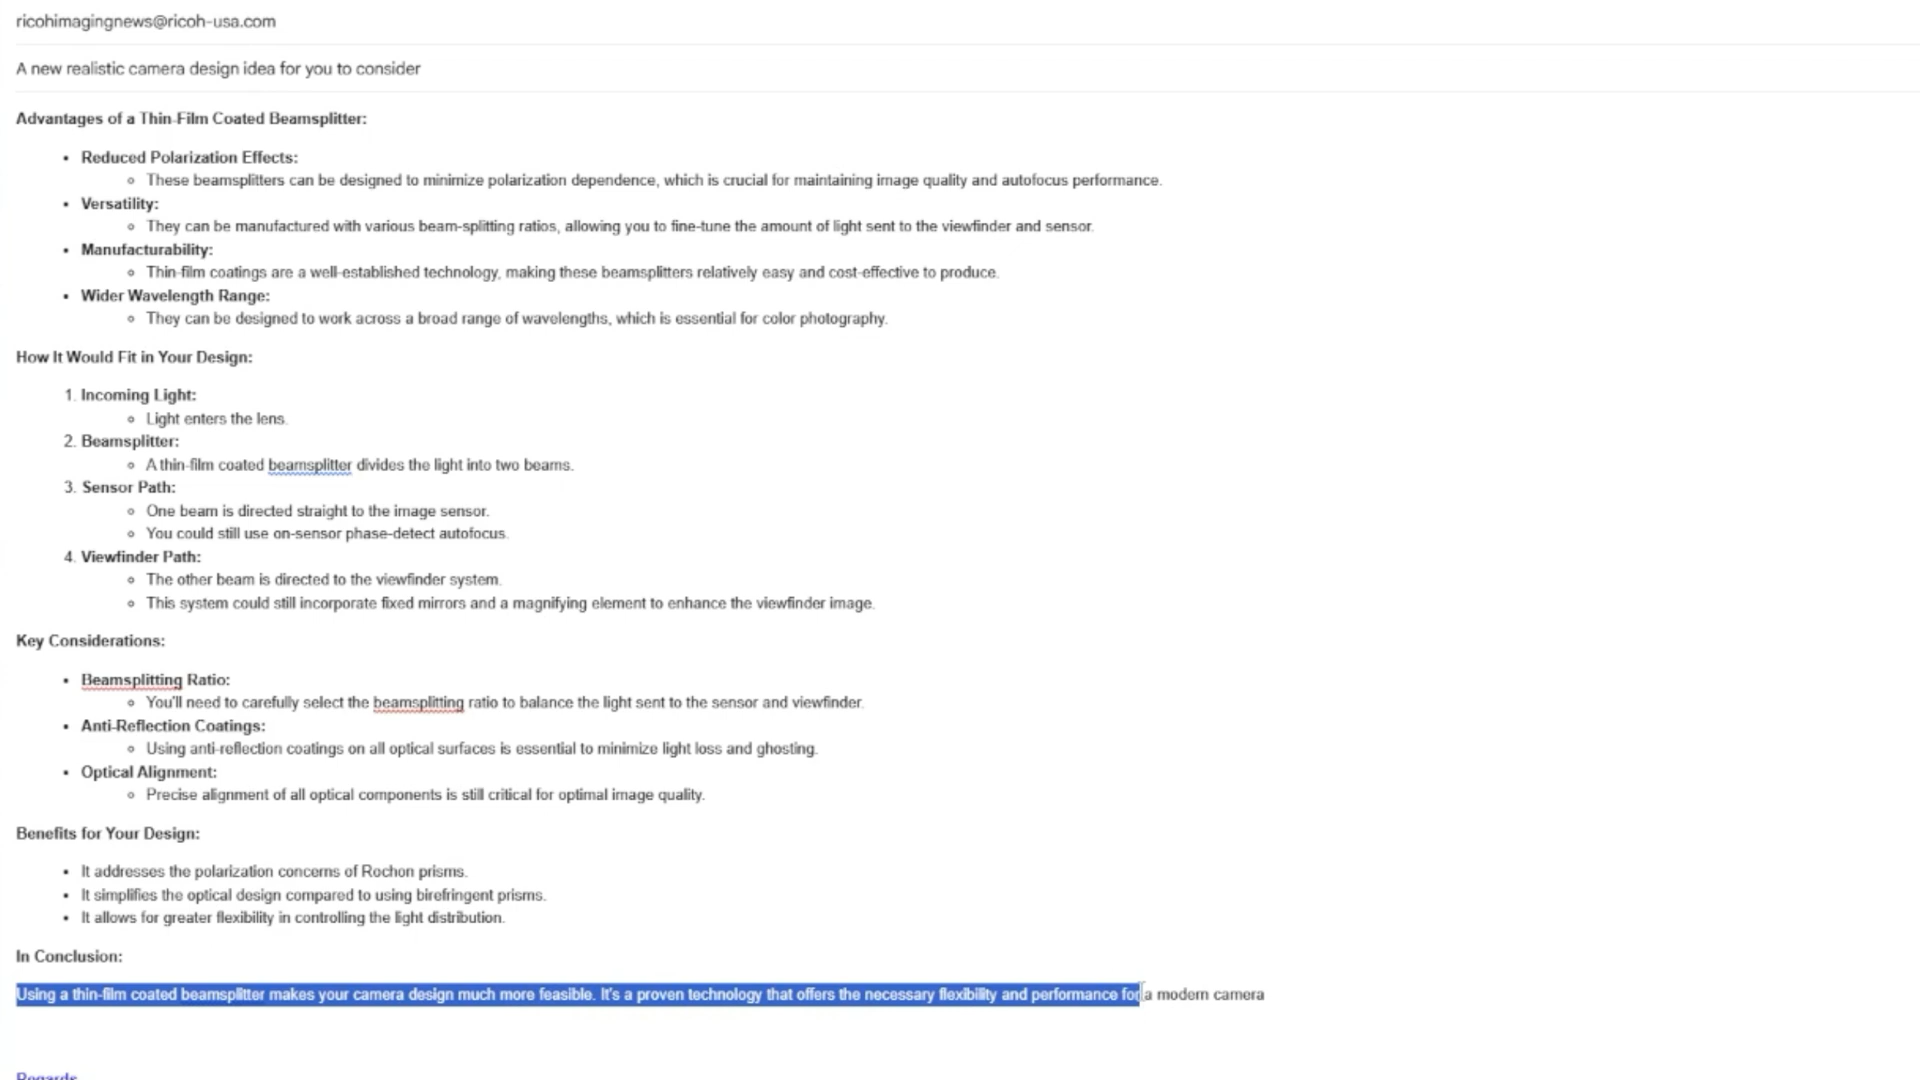 ricohimagingnews@ricoh-usa.com
A new realistic camera design idea for you to consider
Advantages of a Thin-Film Coated Beamsplitter:
• Reduced Polarization Effects:
○ These beamsplitters can be designed to minimize polarization dependence, which is crucial for maintaining image quality and autofocus performance.
• Versatility:
○ They can be manufactured with various beam-splitting ratios, allowing you to fine-tune the amount of light sent to the viewfinder and sensor.
• Manufacturability:
○ Thin-film coatings are a well-established technology, making these beamsplitters relatively easy and cost-effective to produce.
• Wider Wavelength Range:
○ They can be designed to work across a broad range of wavelengths, which is essential for color photography.
How It Would Fit in Your Design:
1. Incoming Light:
○ Light enters the lens.
2. Beamsplitter:
○ A thin-film coated beamsplitter divides the light into two beams.
3. Sensor Path:
○ One beam is directed straight to the image sensor.
○ You could still use on-sensor phase-detect autofocus.
4. Viewfinder Path:
○ The other beam is directed to the viewfinder system.
○ This system could still incorporate fixed mirrors and a magnifying element to enhance the viewfinder image.
Key Considerations:
• Beamsplitting Ratio:
○ You'll need to carefully select the beamsplitting ratio to balance the light sent to the sensor and viewfinder.
• Anti-Reflection Coatings:
○ Using anti-reflection coatings on all optical surfaces is essential to minimize light loss and ghosting.
• Optical Alignment:
○ Precise alignment of all optical components is still critical for optimal image quality.
Benefits for Your Design:
• It addresses the polarization concerns of Rochon prisms.
• It simplifies the optical design compared to using birefringent prisms.
• It allows for greater flexibility in controlling the light distribution.
In Conclusion:
Using a thin-film coated beamsplitter makes your camera design much more feasible. It's a proven technology that offers the necessary flexibility and performance for a modern camera
Regards